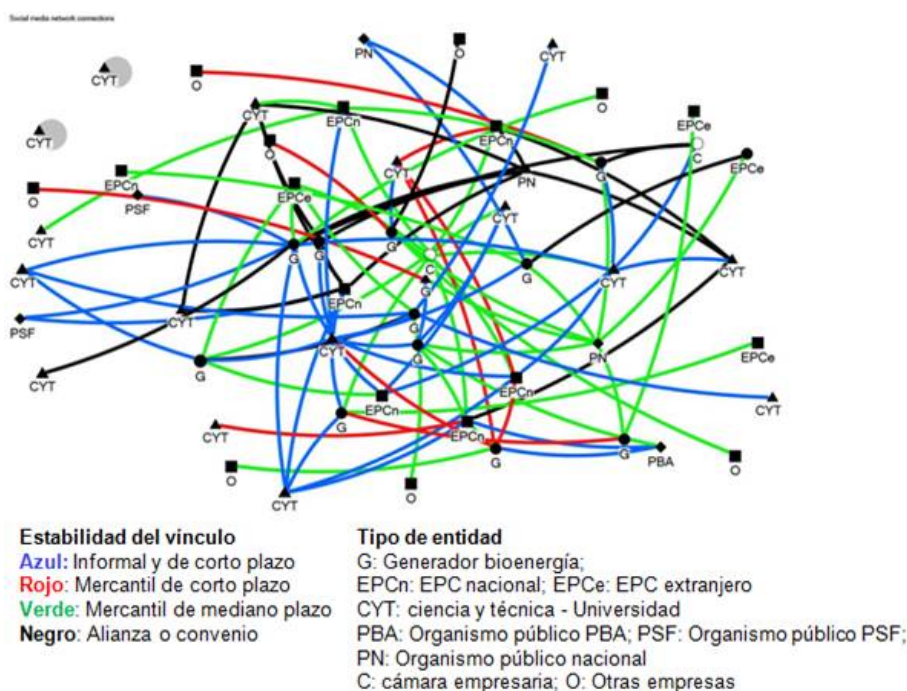 Social media network connections
O
PN
CYT
CYT
O
O
CYT
EPCn
EPCe
CYT
O
EPCn
C
EPCn
CYT
G
EPCe
PN
O
EPCe
PSF
CYT
CYT
G
G
G
C
G
CYT
CYT
CYT
G
EPCn
PSF
CYT
G
CYT
G
PN
EPCe
CYT
G
EPCn
EPCn
CYT
CYT
G
EPCn
G
G
PBA
O
O
O
CYT
Estabilidad del vínculo
Azul: Informal y de corto plazo
Rojo: Mercantil de corto plazo
Verde: Mercantil de mediano plazo
Negro: Alianza o convenio
Tipo de entidad
G: Generador bioenergía;
EPCn: EPC nacional; EPCe: EPC extranjero
CYT: ciencia y técnica - Universidad
PBA: Organismo público PBA; PSF: Organismo público PSF;
PN: Organismo público nacional
C: cámara empresaria; O: Otras empresas